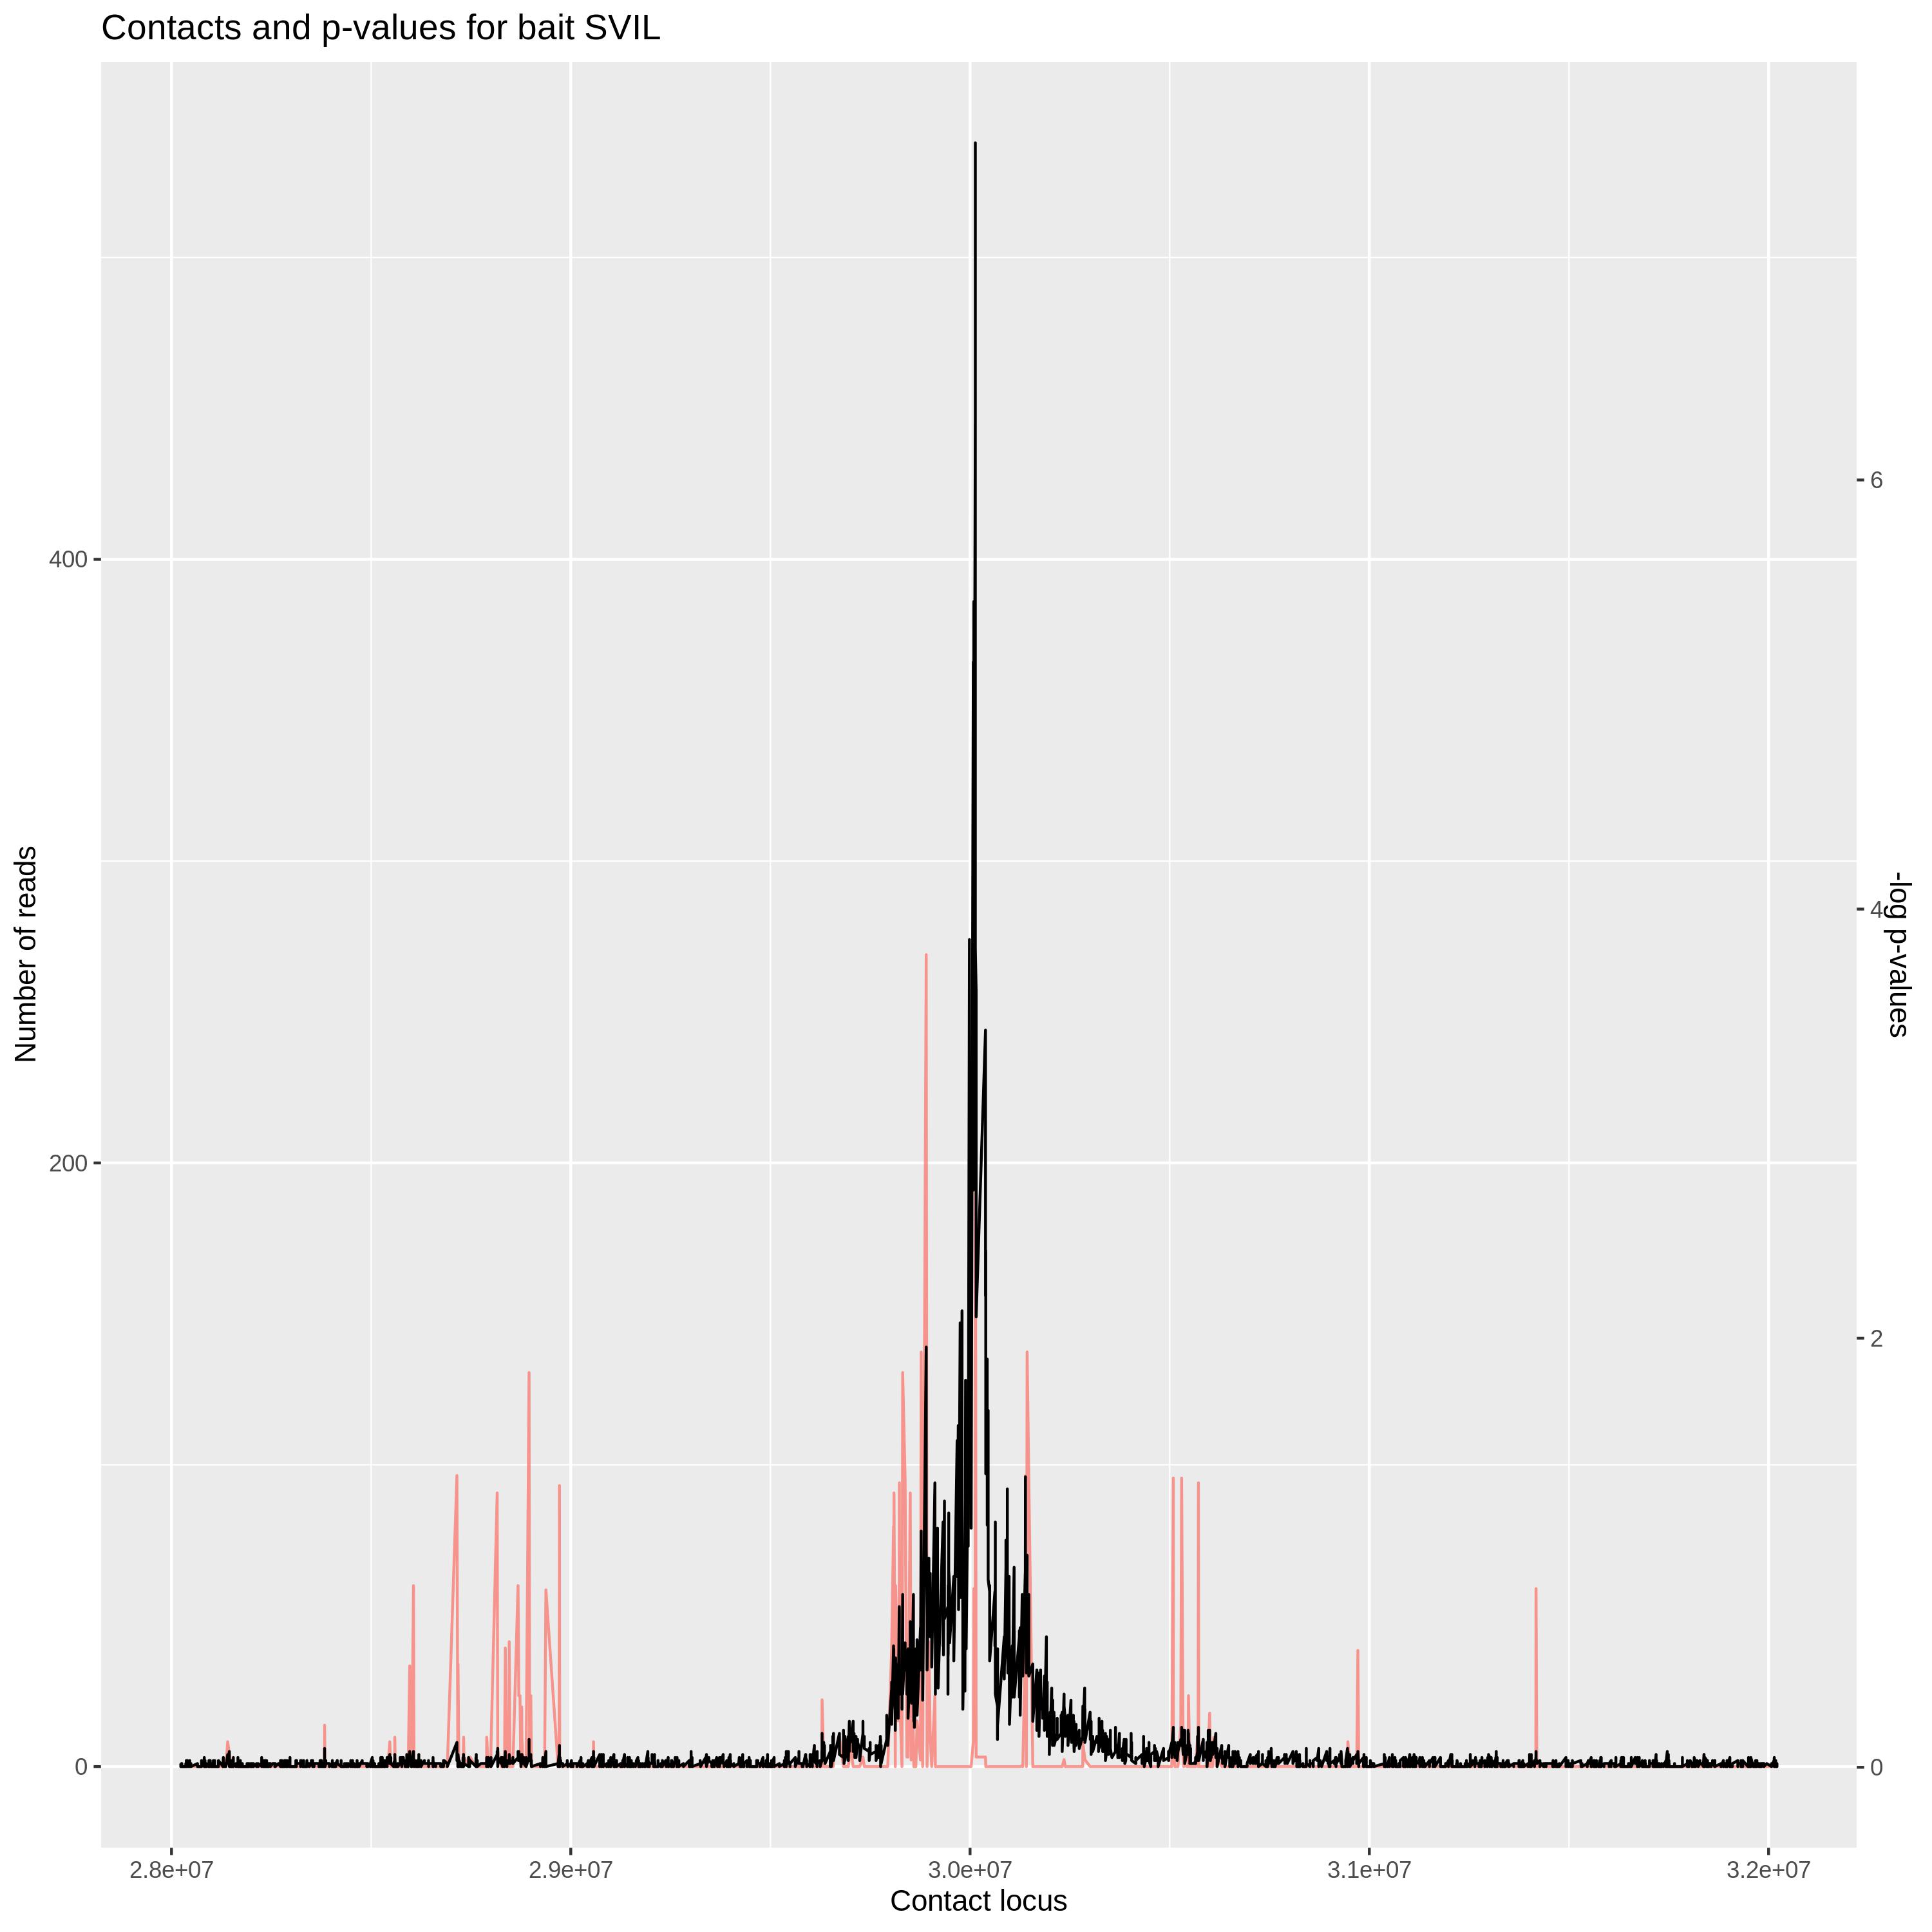 Contacts and p-values for bait SVIL
Number of reads
400
200
0
6
4
2
0
-log p-values
2.8e+07 2.9e+07 3.0e+07 3.1e+07 3.2e+07
Contact locus